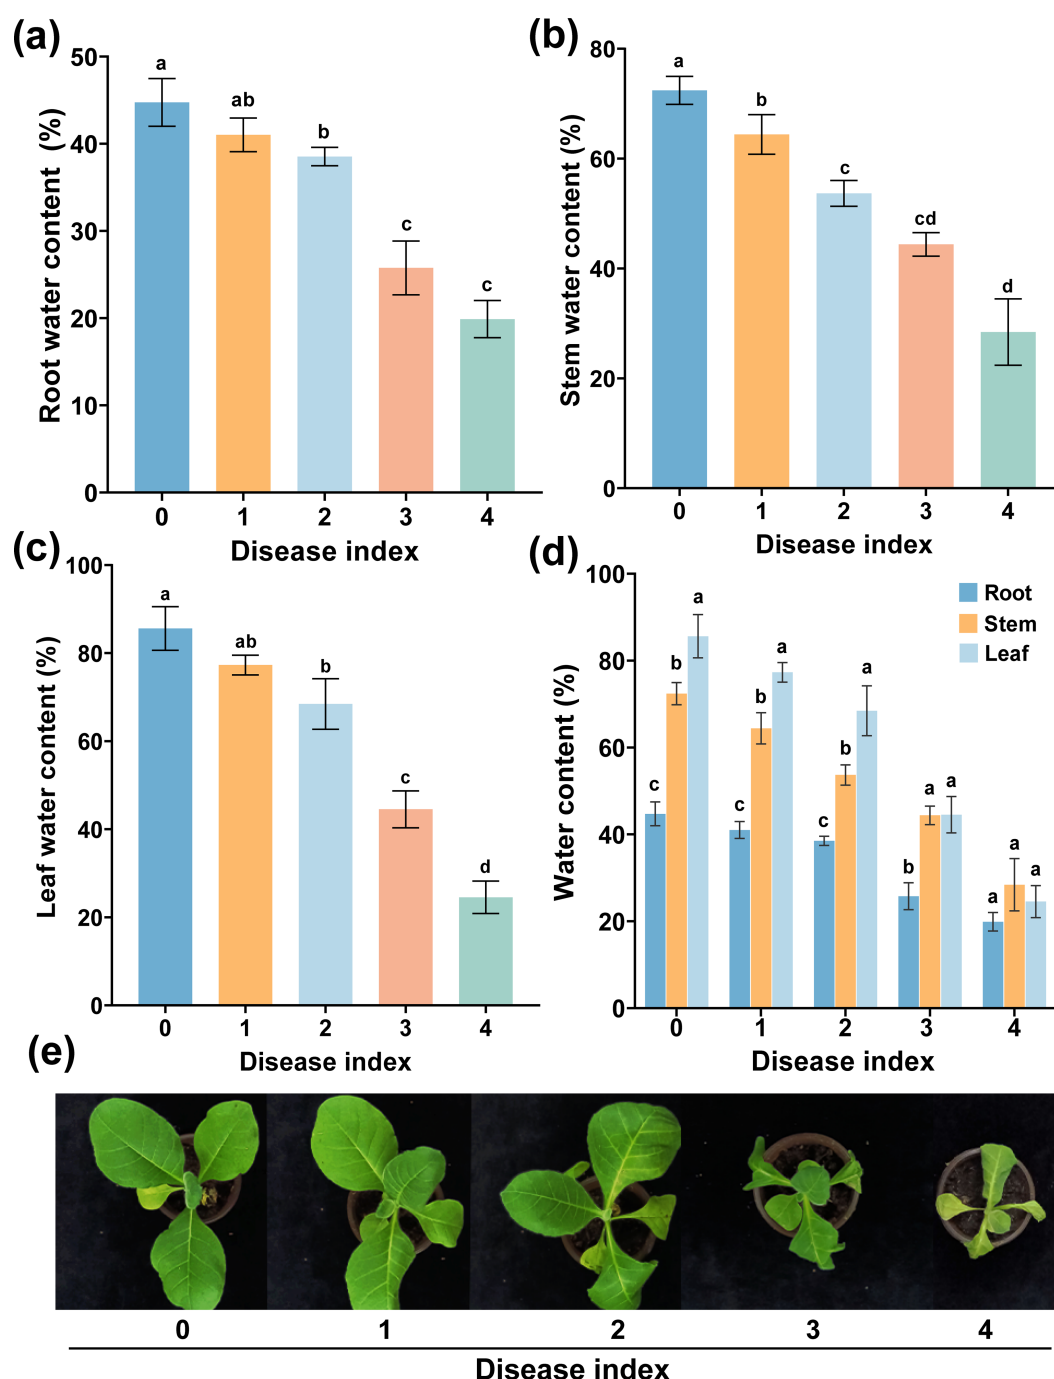 (a)
Root water content (%)
50
40
30
20
10
0
a
ab
b
c
c
0 1 2 3 4
Disease index
(b)
Stem water content (%)
80
60
40
20
0
a
b
c
cd
d
0 1 2 3 4
Disease index
(c)
Leaf water content (%)
100
80
60
40
20
0
a
ab
b
c
d
0 1 2 3 4
Disease index
(d)
Water content (%)
100
80
60
40
20
0
Root
Stem
Leaf
c b a
c b a
c b a
b a a
a a a
0 1 2 3 4
Disease index
(e)
0 1 2 3 4
Disease index